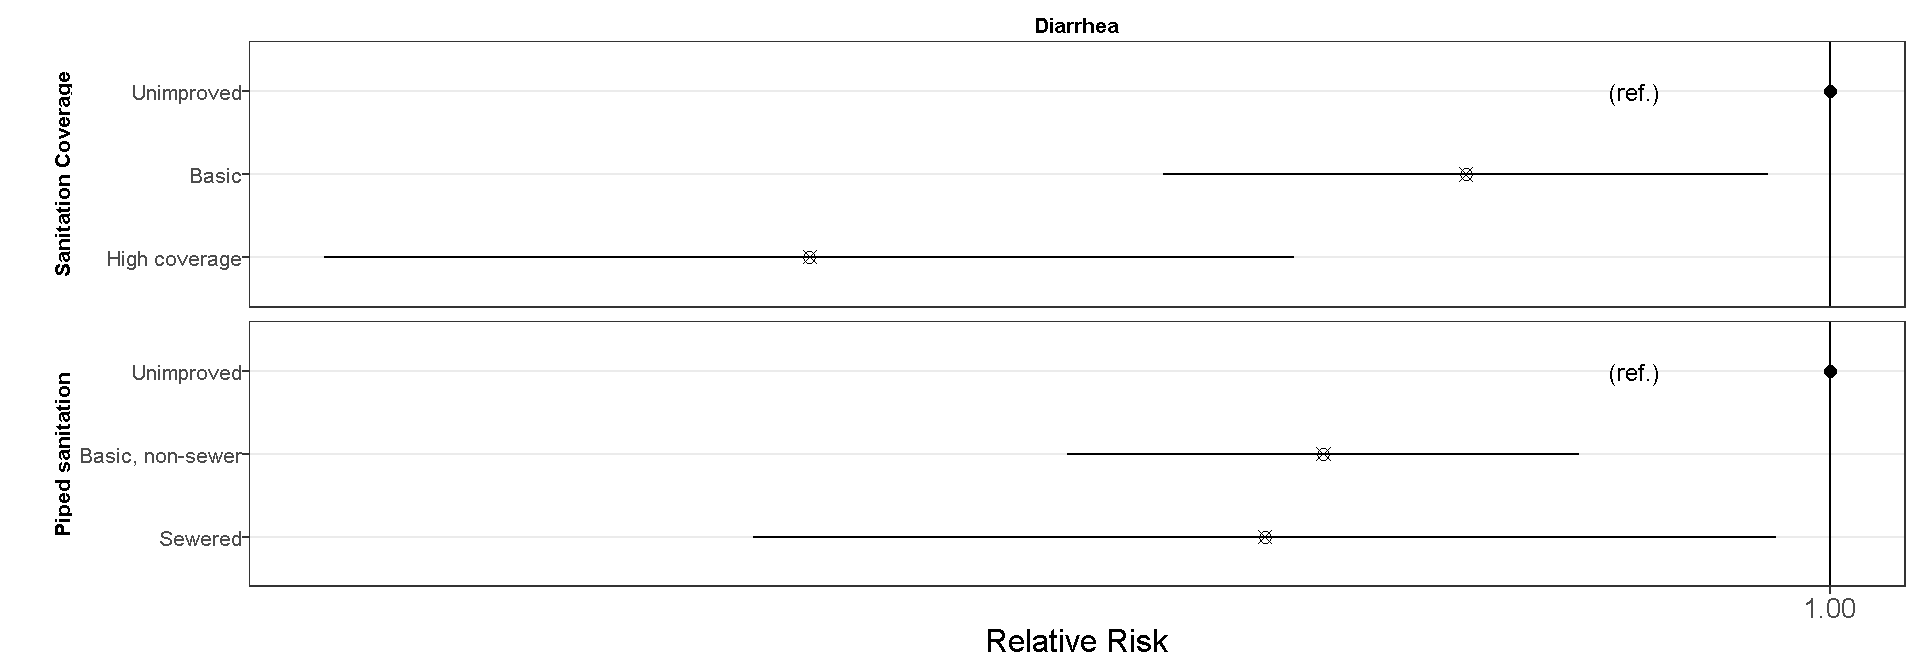 Diarrhea
Sanitation Coverage
Unimproved
(ref.)
Basic
High coverage
Piped sanitation
Unimproved
(ref.)
Basic, non-sewer
Sewered
1.00
Relative Risk